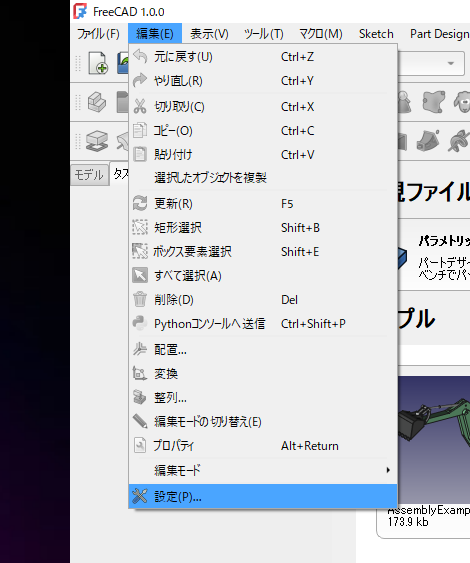 FreeCAD 1.0.0
ファイル(F) 編集(E) 表示(V) ツール(T) マクロ(M) Sketch Part Design
元に戻す(U) Ctrl+Z
やり直し(R) Ctrl+Y
切り取り(C) Ctrl+X
コピー(O) Ctrl+C
貼り付け Ctrl+V
選択したオブジェクトを複製
更新(R) F5
矩形選択 Shift+B
ボックス要素選択 Shift+E
すべて選択(A)
削除(D) Del
Pythonコンソールへ送信 Ctrl+Shift+P
配置...
変換
整列...
編集モードの切り替え(E)
プロパティ Alt+Return
編集モード
設定(P)...
モデル タス
ファイル
パラメトリッ
パートデザ
ベンチでパ
プル
AssemblyExamp
173.9 kb